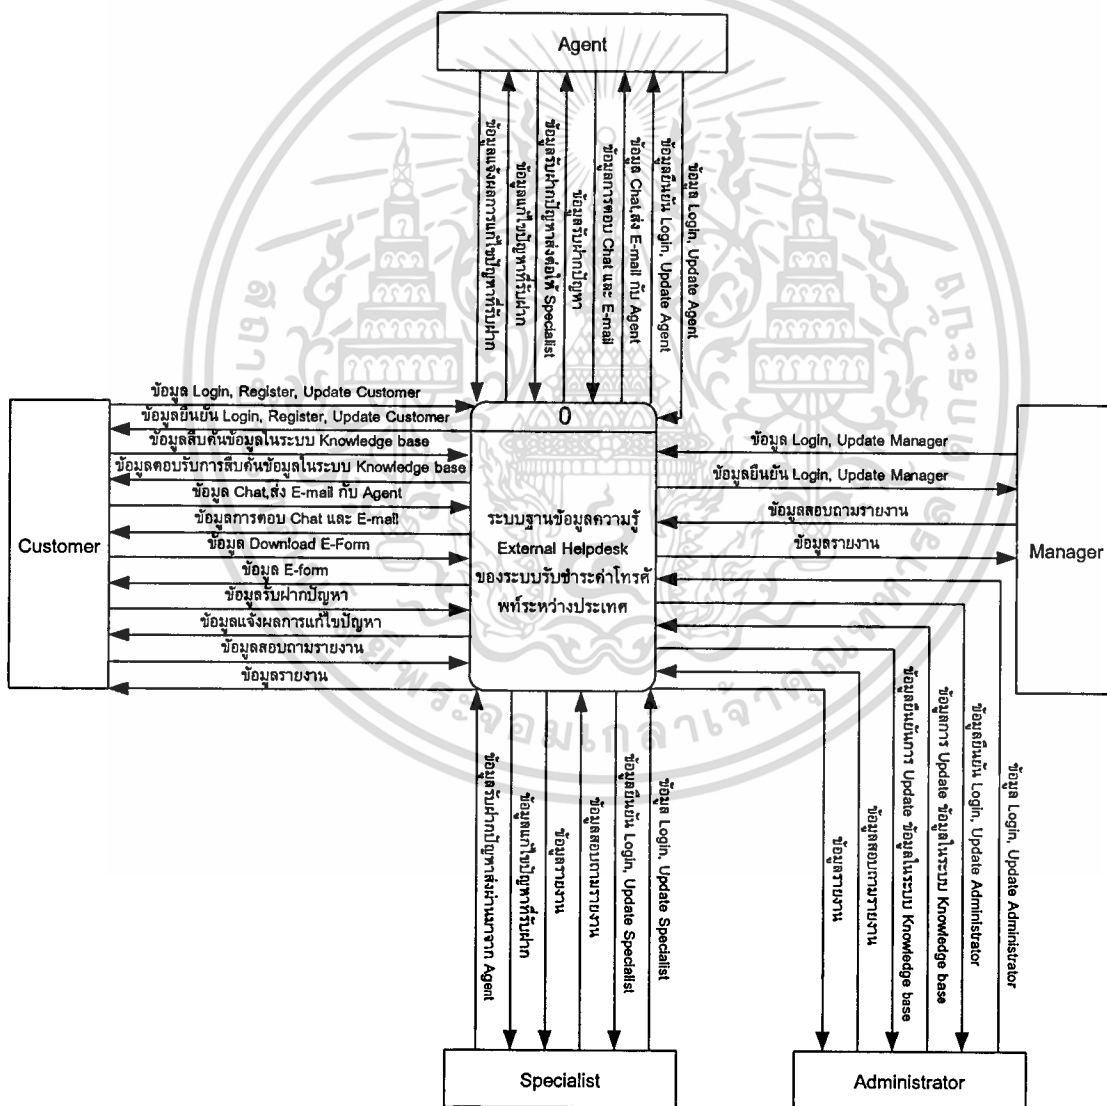 Agent
ข้อมูลแจ้งผลการแก้ไขปัญหาที่รับฝาก
ข้อมูลแก้ไขปัญหาที่รับฝาก
ข้อมูลรับฝากปัญหาส่งต่อให้ Specialist
ข้อมูลรับฝากปัญหา
ข้อมูลการตอบ Chat และ E-mail
ข้อมูล Chat,ส่ง E-mail กับ Agent
ข้อมูลยืนยัน Login, Update Agent
ข้อมูล Login, Update Agent
Customer
ข้อมูล Login, Register, Update Customer
ข้อมูลยืนยัน Login, Register, Update Customer
ข้อมูลสืบค้นข้อมูลในระบบ Knowledge base
ข้อมูลตอบรับการสืบค้นข้อมูลในระบบ Knowledge base
ข้อมูล Chat,ส่ง E-mail กับ Agent
ข้อมูลการตอบ Chat และ E-mail
ข้อมูล Download E-Form
ข้อมูล E-form
ข้อมูลรับฝากปัญหา
ข้อมูลแจ้งผลการแก้ไขปัญหา
ข้อมูลสอบถามรายงาน
ข้อมูลรายงาน
0
ระบบฐานข้อมูลความรู้
External Helpdesk
ของระบบรับชำระค่าโทรศั
พท์ระหว่างประเทศ
ข้อมูล Login, Update Manager
ข้อมูลยืนยัน Login, Update Manager
ข้อมูลสอบถามรายงาน
ข้อมูลรายงาน
Manager
ข้อมูลรับฝากปัญหาส่งผ่านมาจาก Agent
ข้อมูลแก้ไขปัญหาที่รับฝาก
ข้อมูลรายงาน
ข้อมูลสอบถามรายงาน
ข้อมูลยืนยัน Login, Update Specialist
ข้อมูล Login, Update Specialist
Specialist
ข้อมูลรายงาน
ข้อมูลสอบถามรายงาน
ข้อมูลยืนยันการ Update ข้อมูลในระบบ Knowledge base
ข้อมูลการ Update ข้อมูลในระบบ Knowledge base
ข้อมูลยืนยัน Login, Update Administrator
ข้อมูล Login, Update Administrator
Administrator